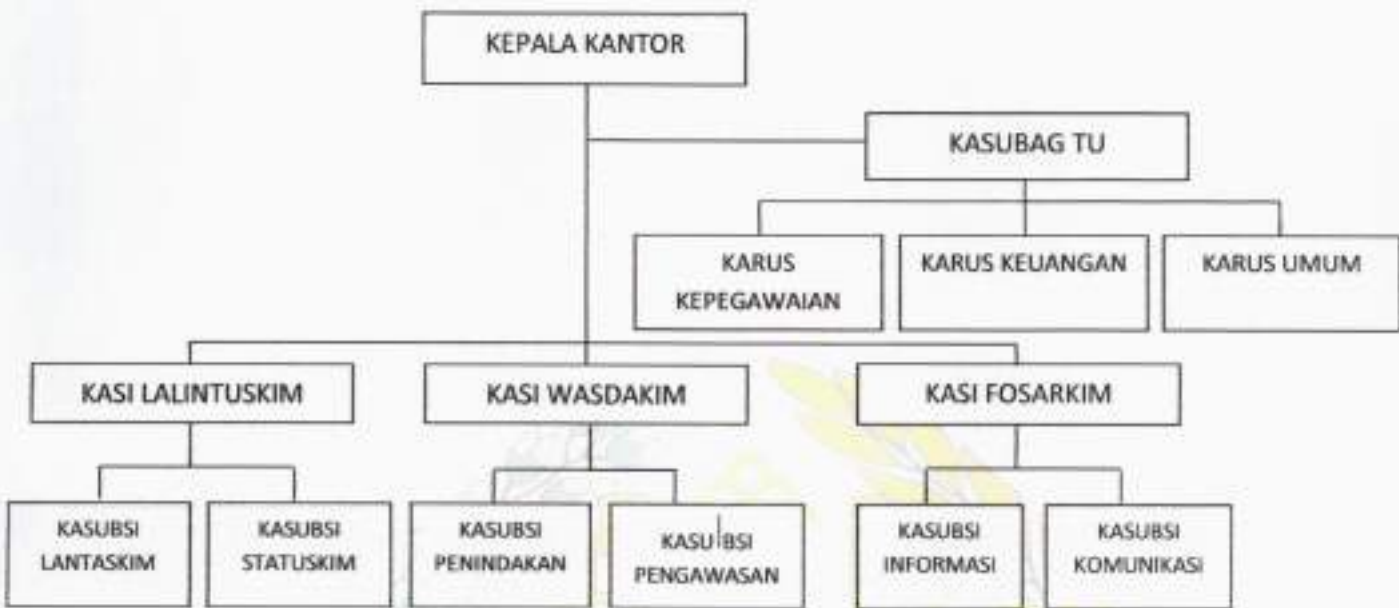 KEPALA KANTOR
KASUBAG TU
KARUS
KEPEGAWAIAN
KARUS KEUANGAN
KARUS UMUM
KASI LALINTUSKIM
KASI WASDAKIM
KASI FOSARKIM
KASUBSI
LANTASKIM
KASUBSI
STATUSKIM
KASUBSI
PENINDAKAN
KASUBSI
PENGAWASAN
KASUBSI
INFORMASI
KASUBSI
KOMUNIKASI